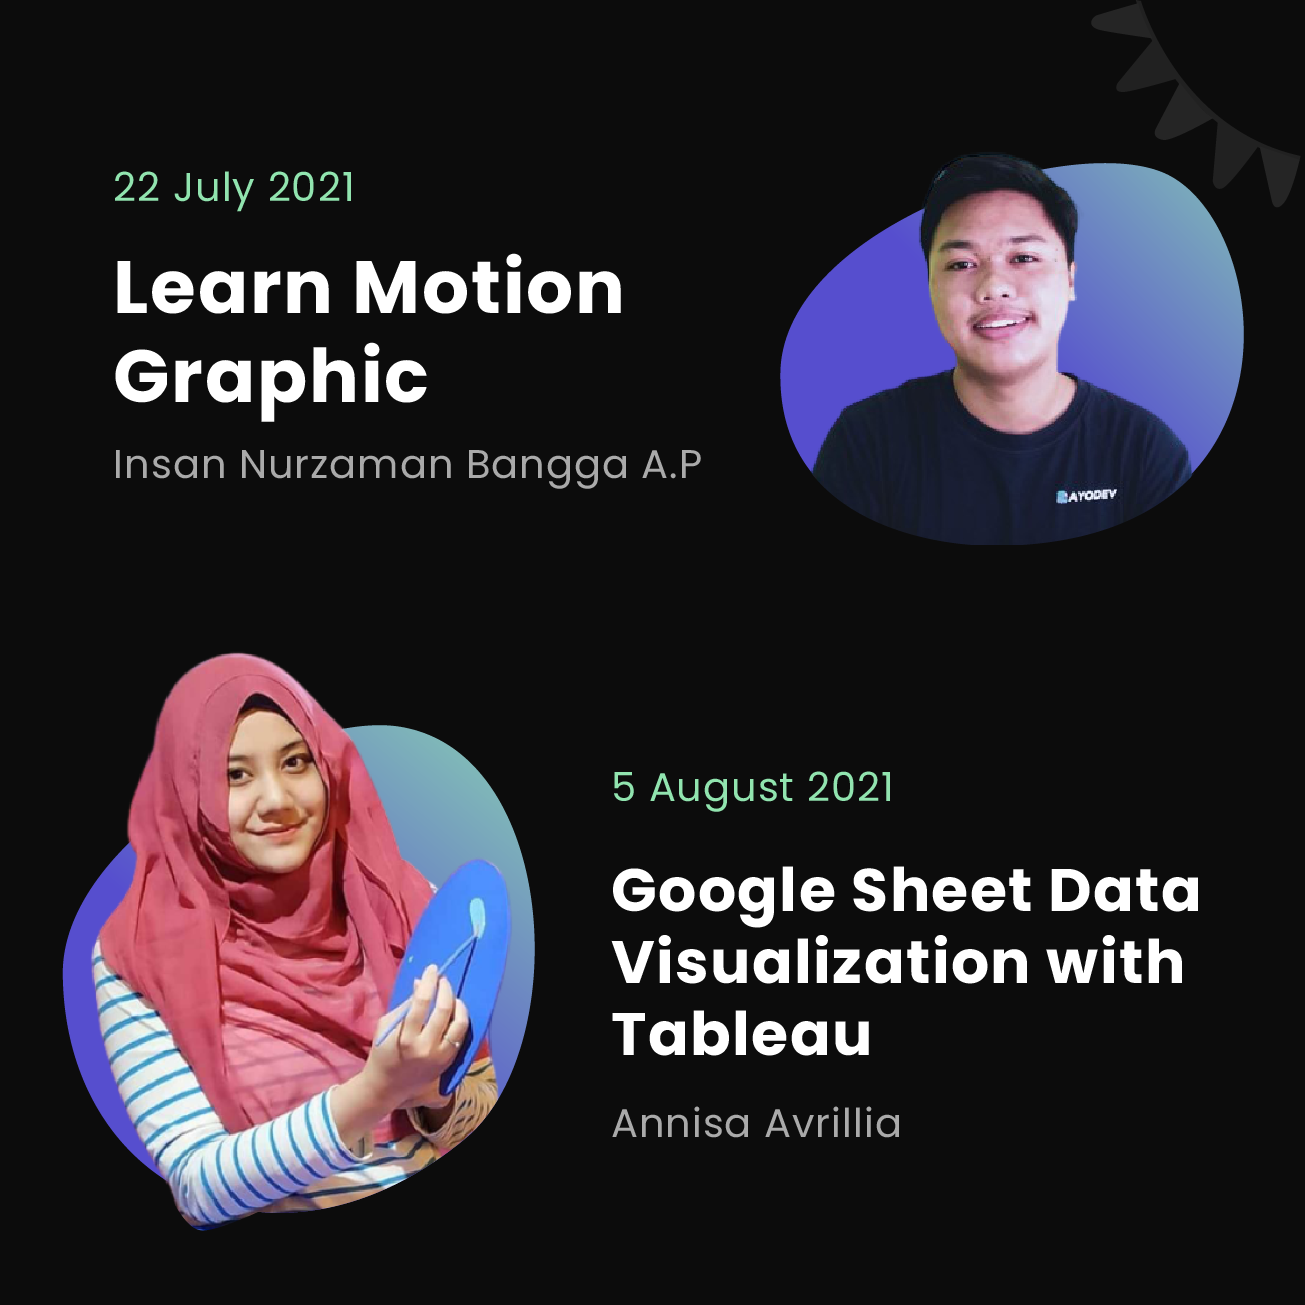 22 July 2021
Learn Motion
Graphic
Insan Nurzaman Bangga A.P
AYODEV
5 August 2021
Google Sheet Data
Visualization with
Tableau
Annisa Avrillia